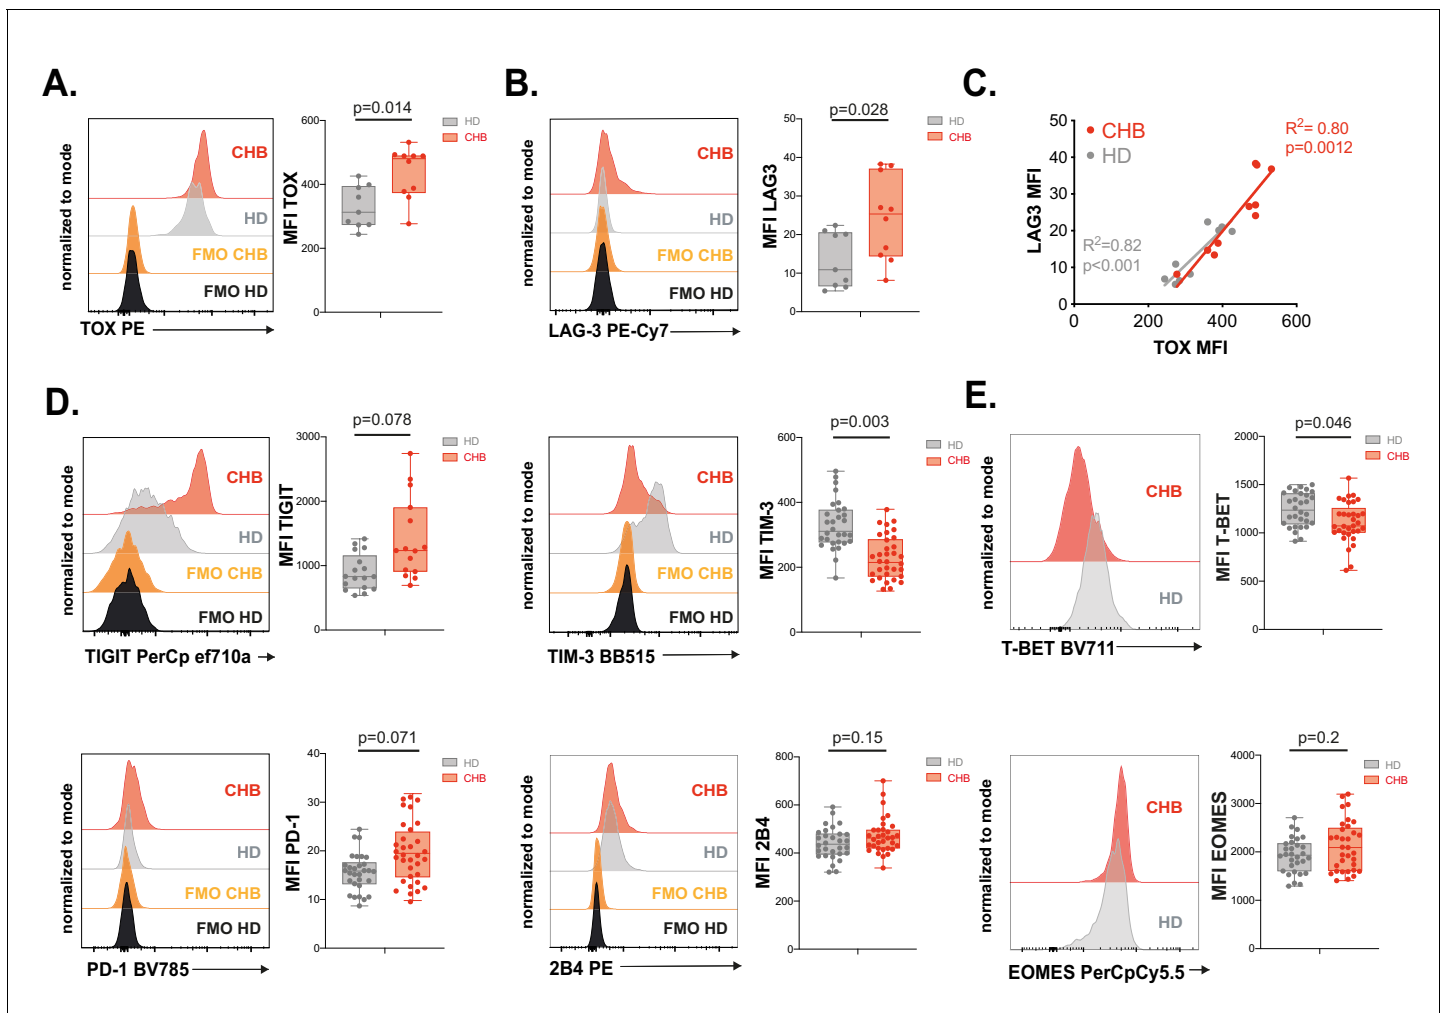 A.
normalized to mode
CHB
HD
FMO CHB
FMO HD
TOX PE
MFI TOX
600
400
200
0
p=0.014
HD
CHB
B.
normalized to mode
CHB
HD
FMO CHB
FMO HD
LAG-3 PE-Cy7
MFI LAG3
50
40
30
20
10
0
p=0.028
HD
CHB
C.
LAG3 MFI
50
40
30
20
10
0
CHB
HD
R2= 0.80
p=0.0012
R2=0.82
p<0.001
0
200
400
600
TOX MFI
D.
normalized to mode
CHB
HD
FMO CHB
FMO HD
TIGIT PerCp ef710a
MFI TIGIT
3000
2000
1000
0
p=0.078
HD
CHB
normalized to mode
CHB
HD
FMO CHB
FMO HD
TIM-3 BB515
MFI TIM-3
600
400
200
0
p=0.003
HD
CHB
E.
normalized to mode
CHB
HD
T-BET BV711
MFI T-BET
2000
1500
1000
500
0
p=0.046
HD
CHB
normalized to mode
CHB
HD
FMO CHB
FMO HD
PD-1 BV785
MFI PD-1
40
30
20
10
0
p=0.071
HD
CHB
normalized to mode
CHB
HD
FMO CHB
FMO HD
2B4 PE
MFI 2B4
800
600
400
200
0
p=0.15
HD
CHB
normalized to mode
CHB
HD
EOMES PerCpCy5.5
MFI EOMES
4000
3000
2000
1000
0
p=0.2
HD
CHB